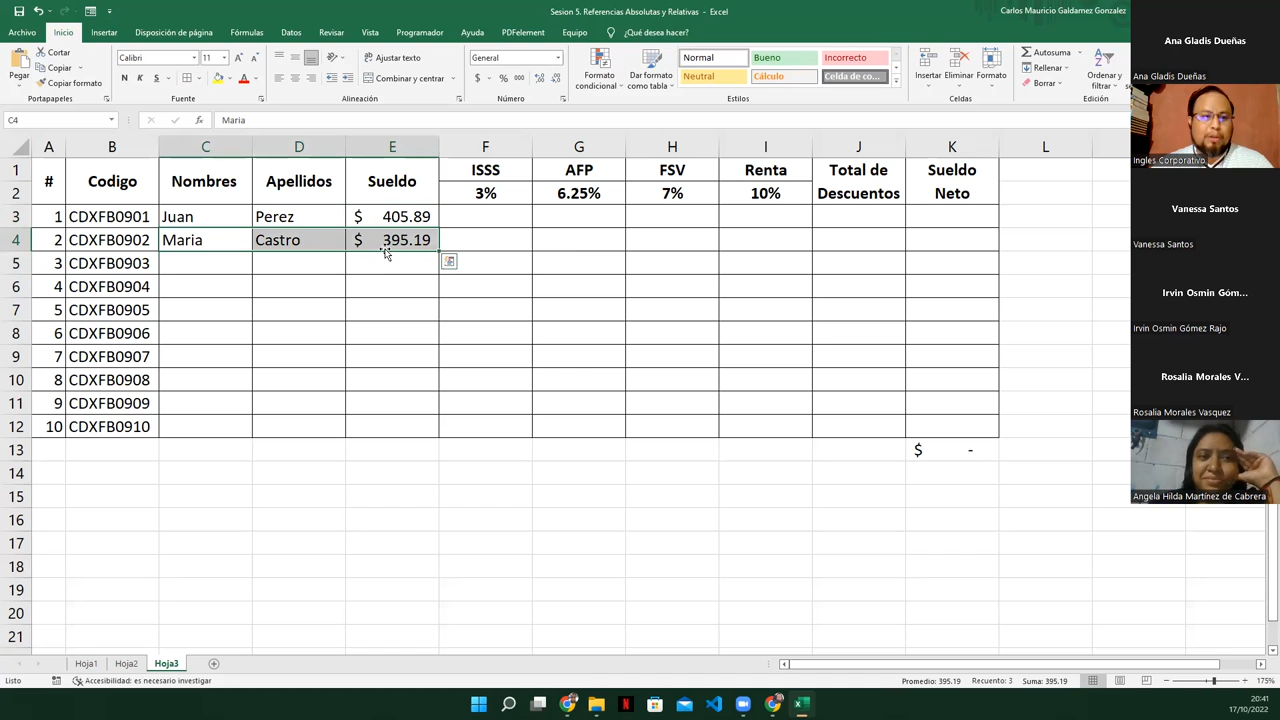 Sesion 5. Referencias Absolutas y Relativas - Excel
Carlos Mauricio Galdamez Gonzalez
Archivo Inicio Insertar Disposición de página Fórmulas Datos Revisar Vista Programador Ayuda PDFelement Equipo ¿Qué desea hacer?
Pegar
Cortar
Copiar
Copiar formato
Portapapeles
Calibri 11
N K S
Fuente
Ajustar texto
Combinar y centrar
Alineación
General
$ % 000
Número
Formato condicional
Dar formato como tabla
Normal Bueno Incorrecto
Neutral Cálculo Celda de co...
Estilos
Insertar Eliminar Formato
Celdas
Autosuma
Rellenar
Borrar
Ordenar y filtrar
Edición
C4 fx Maria
A B C D E F G H I J K L
1 # Codigo Nombres Apellidos Sueldo ISSS AFP FSV Renta Total de Sueldo
2 3% 6.25% 7% 10% Descuentos Neto
3 1 CDXFB0901 Juan Perez $ 405.89
4 2 CDXFB0902 Maria Castro $ 395.19
5 3 CDXFB0903
6 4 CDXFB0904
7 5 CDXFB0905
8 6 CDXFB0906
9 7 CDXFB0907
10 8 CDXFB0908
11 9 CDXFB0909
12 10 CDXFB0910
13 $ -
14
15
16
17
18
19
20
21
Hoja1 Hoja2 Hoja3
Listo Accesibilidad: es necesario investigar Promedio: 395.19 Recuento: 3 Suma: 395.19 175%
20:41
17/10/2022
Ana Gladis Dueñas
Ana Gladis Dueñas
Ingles Corporativo
Vanessa Santos
Vanessa Santos
Irvin Osmin Góm...
Irvin Osmin Gómez Rajo
Rosalia Morales V...
Rosalia Morales Vasquez
Angela Hilda Martínez de Cabrera